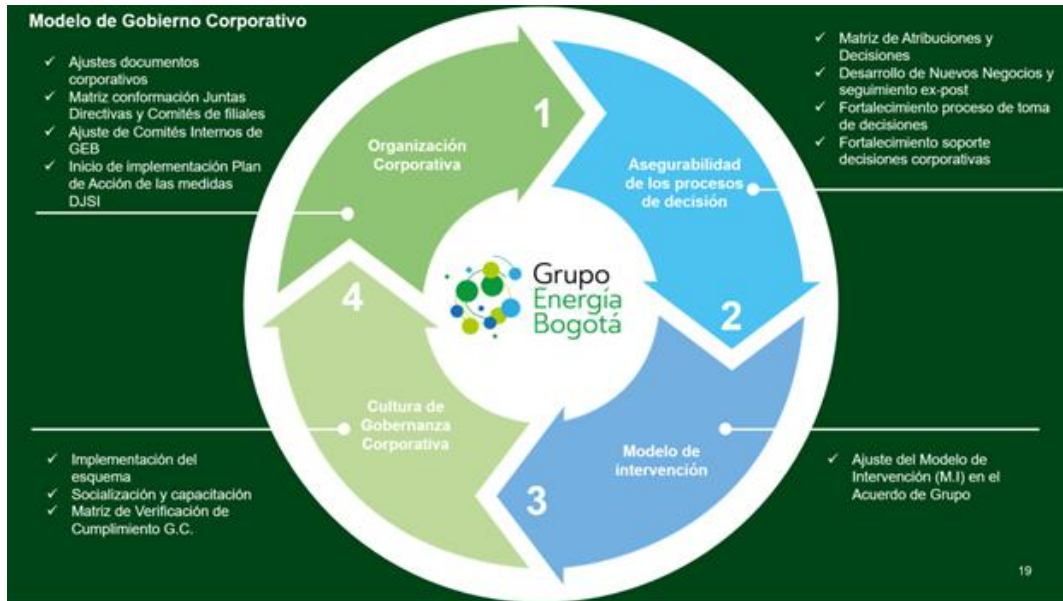 Modelo de Gobierno Corporativo
✓ Ajustes documentos
corporativos
✓ Matriz conformación Juntas
Directivas y Comités de filiales
✓ Ajuste de Comités Internos de
GEB
✓ Inicio de implementación Plan
de Acción de las medidas
DJSI
1
Organización
Corporativa
✓ Matriz de Atribuciones y
Decisiones
✓ Desarrollo de Nuevos Negocios y
seguimiento ex-post
✓ Fortalecimiento proceso de toma
de decisiones
✓ Fortalecimiento soporte
decisiones corporativas
Asegurabilidad
de los procesos
de decisión
2
Grupo
Energía
Bogotá
4
Cultura de
Gobernanza
Corporativa
✓ Implementación del
esquema
✓ Socialización y capacitación
✓ Matriz de Verificación de
Cumplimiento G.C.
Modelo de
intervención
3
✓ Ajuste del Modelo de
Intervención (M.I) en el
Acuerdo de Grupo
19